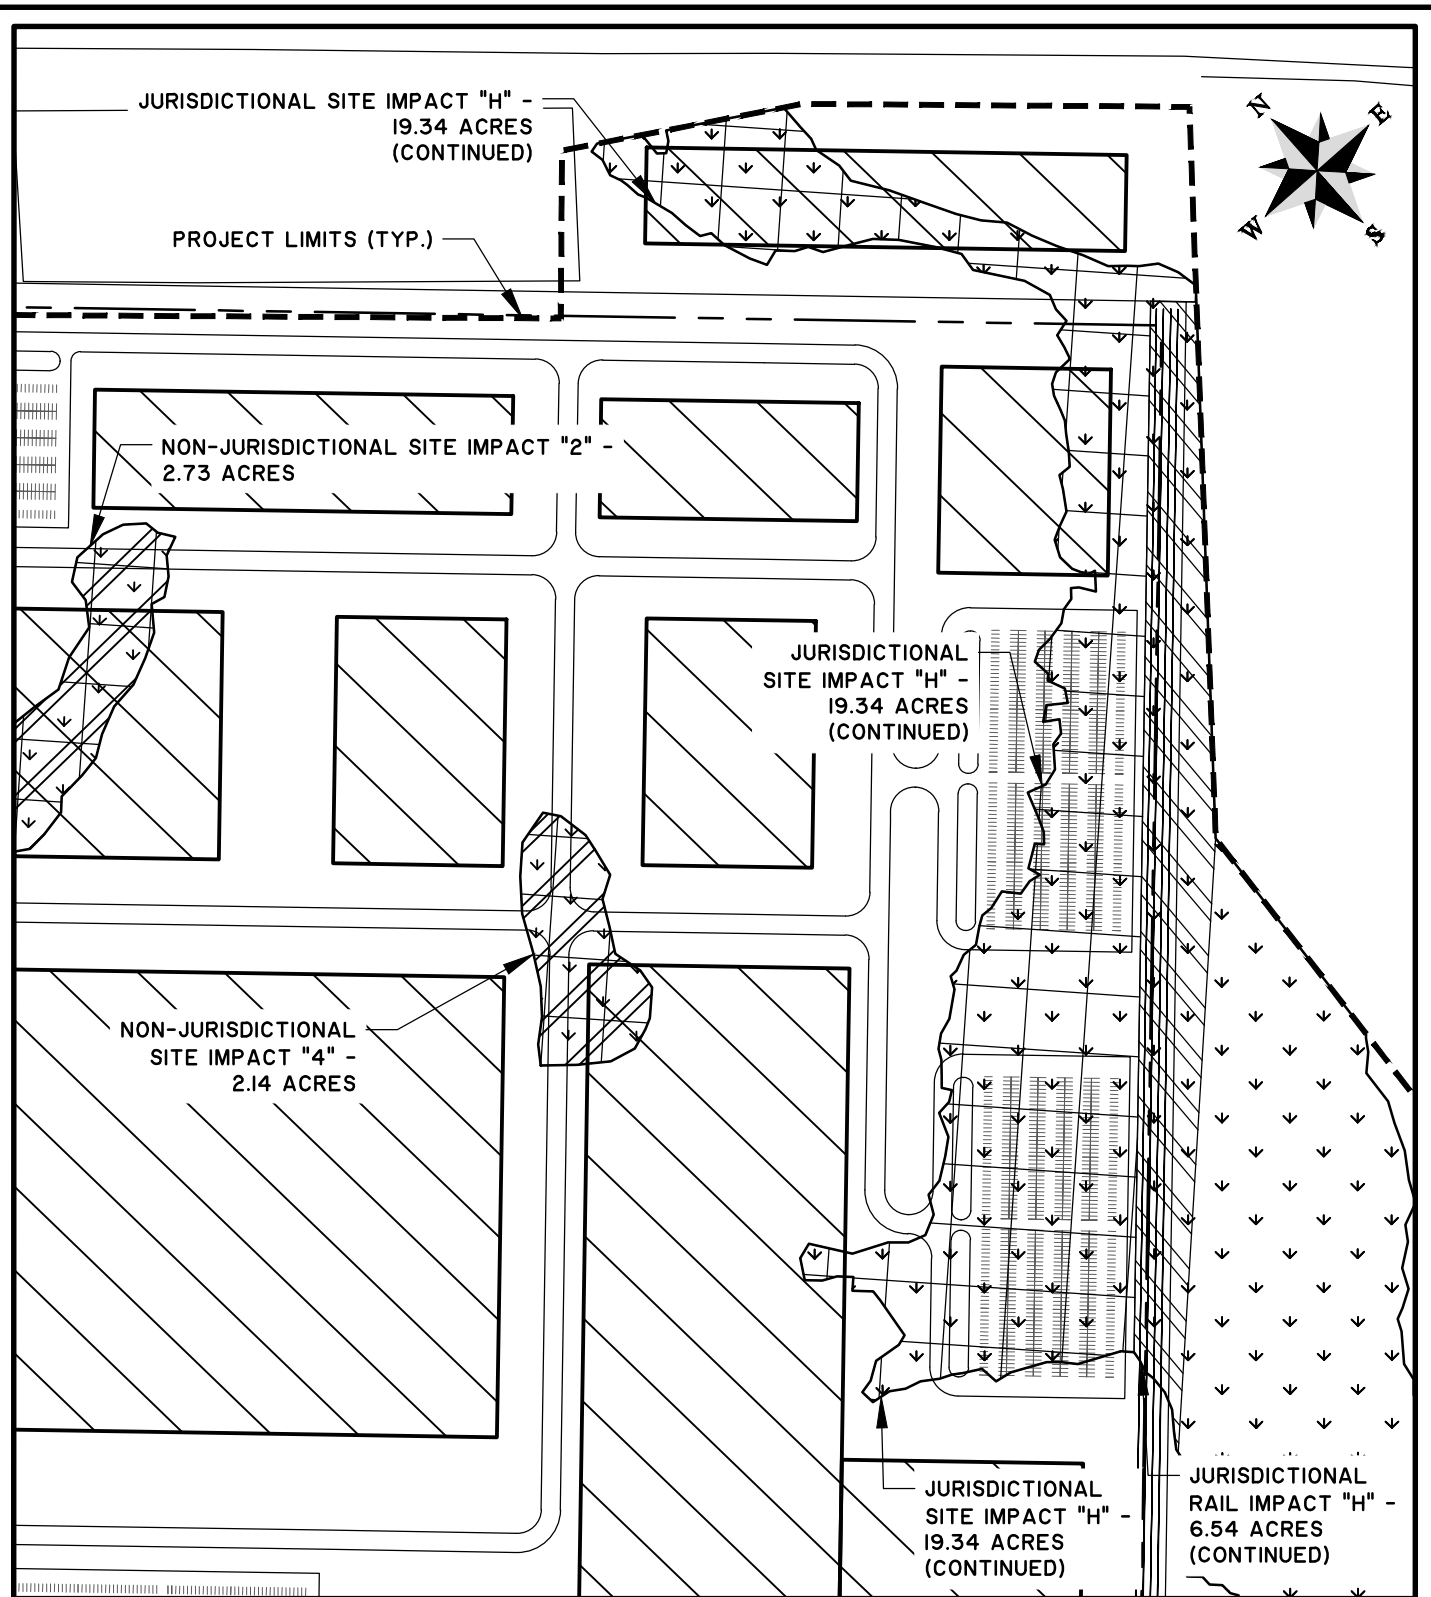 JURISDICTIONAL SITE IMPACT "H" -
19.34 ACRES
(CONTINUED)
N
E
W
S
PROJECT LIMITS (TYP.)
NON-JURISDICTIONAL SITE IMPACT "2" -
2.73 ACRES
JURISDICTIONAL
SITE IMPACT "H" -
19.34 ACRES
(CONTINUED)
NON-JURISDICTIONAL
SITE IMPACT "4" -
2.14 ACRES
JURISDICTIONAL
SITE IMPACT "H" -
19.34 ACRES
(CONTINUED)
JURISDICTIONAL
RAIL IMPACT "H" -
6.54 ACRES
(CONTINUED)